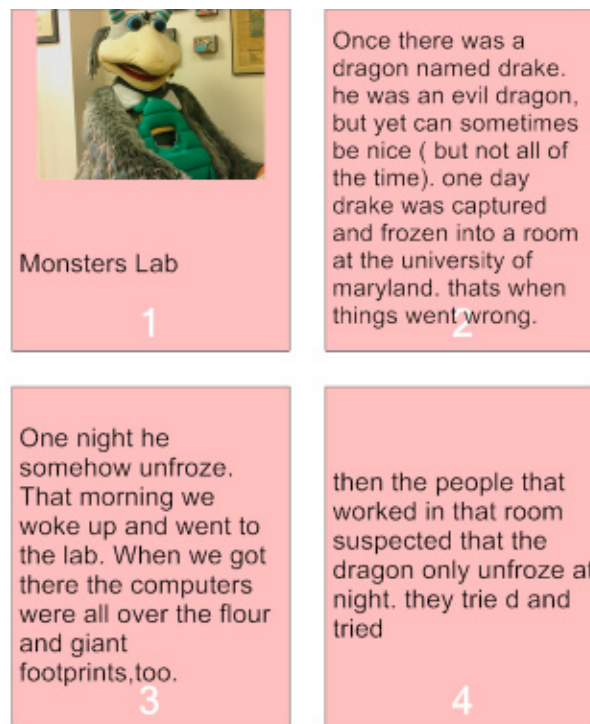 Monsters Lab
1
Once there was a
dragon named drake.
he was an evil dragon,
but yet can sometimes
be nice ( but not all of
the time). one day
drake was captured
and frozen into a room
at the university of
maryland. thats when
things went wrong.
2
One night he
somehow unfroze.
That morning we
woke up and went to
the lab. When we got
there the computers
were all over the flour
and giant
footprints,too.
3
then the people that
worked in that room
suspected that the
dragon only unfroze at
night. they trie d and
tried
4